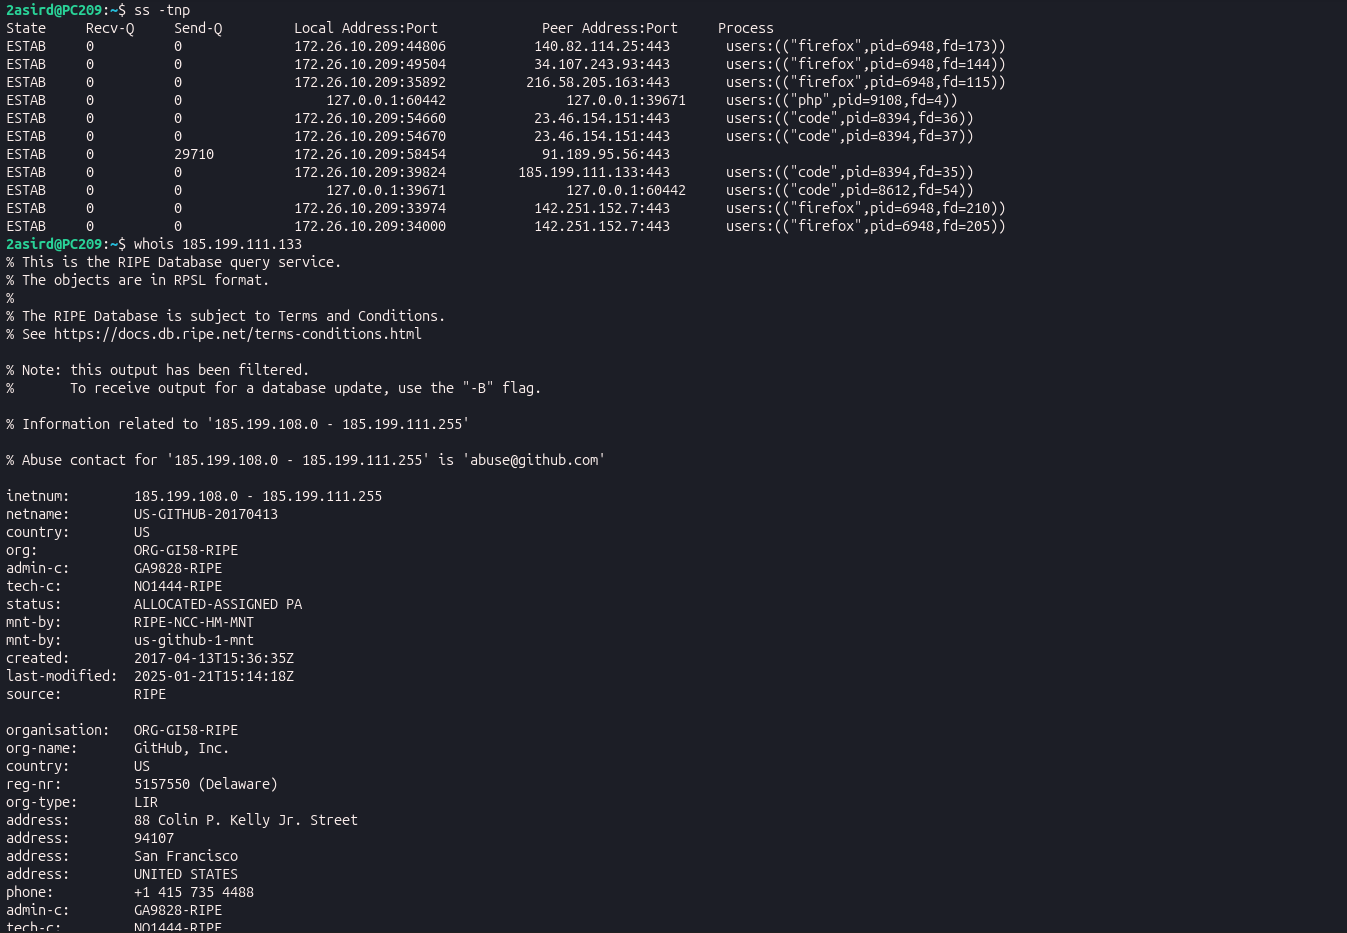 2asird@PC209:~$ ss -tnp
State     Recv-Q     Send-Q         Local Address:Port             Peer Address:Port     Process
ESTAB     0          0              172.26.10.209:44806           140.82.114.25:443       users:(("firefox",pid=6948,fd=173))
ESTAB     0          0              172.26.10.209:49504           34.107.243.93:443       users:(("firefox",pid=6948,fd=144))
ESTAB     0          0              172.26.10.209:35892          216.58.205.163:443       users:(("firefox",pid=6948,fd=115))
ESTAB     0          0                  127.0.0.1:60442               127.0.0.1:39671     users:(("php",pid=9108,fd=4))
ESTAB     0          0              172.26.10.209:54660           23.46.154.151:443       users:(("code",pid=8394,fd=36))
ESTAB     0          0              172.26.10.209:54670           23.46.154.151:443       users:(("code",pid=8394,fd=37))
ESTAB     0          29710          172.26.10.209:58454            91.189.95.56:443
ESTAB     0          0              172.26.10.209:39824         185.199.111.133:443       users:(("code",pid=8394,fd=35))
ESTAB     0          0                  127.0.0.1:39671               127.0.0.1:60442     users:(("code",pid=8612,fd=54))
ESTAB     0          0              172.26.10.209:33974           142.251.152.7:443       users:(("firefox",pid=6948,fd=210))
ESTAB     0          0              172.26.10.209:34000           142.251.152.7:443       users:(("firefox",pid=6948,fd=205))
2asird@PC209:~$ whois 185.199.111.133
% This is the RIPE Database query service.
% The objects are in RPSL format.
%
% The RIPE Database is subject to Terms and Conditions.
% See https://docs.db.ripe.net/terms-conditions.html
% Note: this output has been filtered.
%       To receive output for a database update, use the "-B" flag.
% Information related to '185.199.108.0 - 185.199.111.255'
% Abuse contact for '185.199.108.0 - 185.199.111.255' is 'abuse@github.com'
inetnum:        185.199.108.0 - 185.199.111.255
netname:        US-GITHUB-20170413
country:        US
org:            ORG-GI58-RIPE
admin-c:        GA9828-RIPE
tech-c:         NO1444-RIPE
status:         ALLOCATED-ASSIGNED PA
mnt-by:         RIPE-NCC-HM-MNT
mnt-by:         us-github-1-mnt
created:        2017-04-13T15:36:35Z
last-modified:  2025-01-21T15:14:18Z
source:         RIPE
organisation:   ORG-GI58-RIPE
org-name:       GitHub, Inc.
country:        US
reg-nr:         5157550 (Delaware)
org-type:       LIR
address:        88 Colin P. Kelly Jr. Street
address:        94107
address:        San Francisco
address:        UNITED STATES
phone:          +1 415 735 4488
admin-c:        GA9828-RIPE
tech-c:         NO1444-RIPE